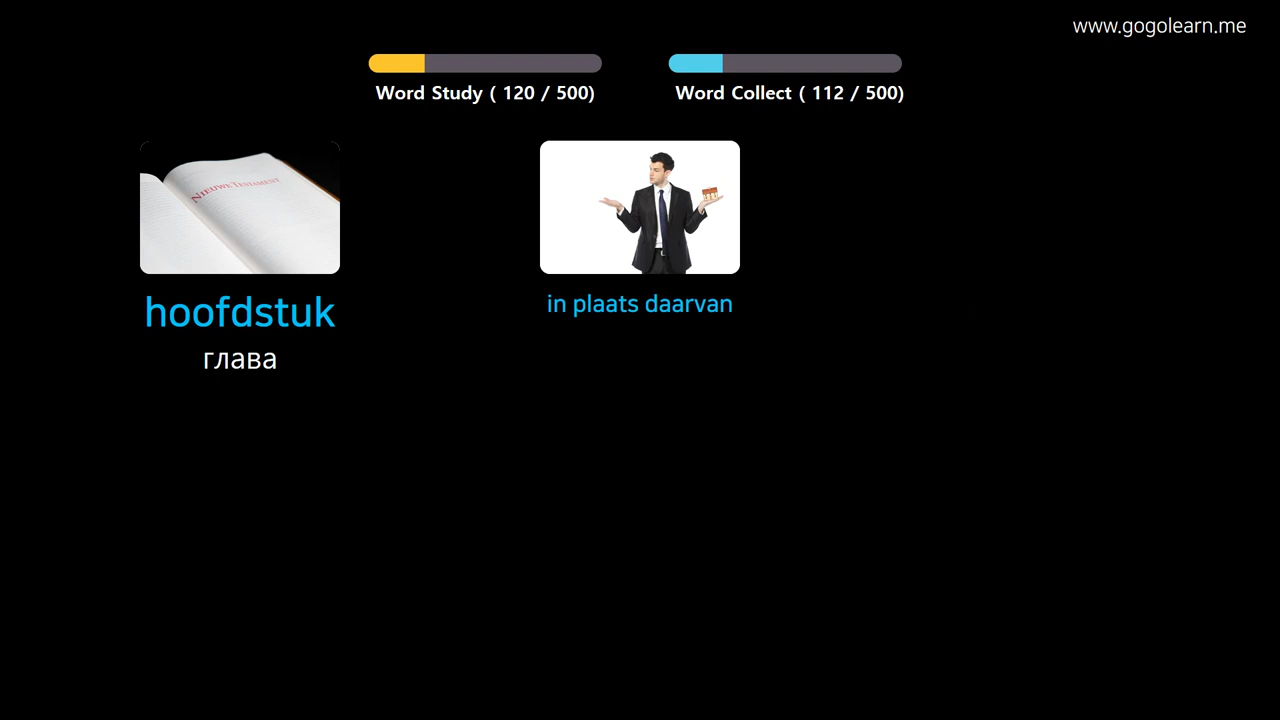 www.gogolearn.me
Word Study ( 120 / 500)
Word Collect ( 112 / 500)
NIEUWE TESTAMENT
hoofdstuk
in plaats daarvan
глава